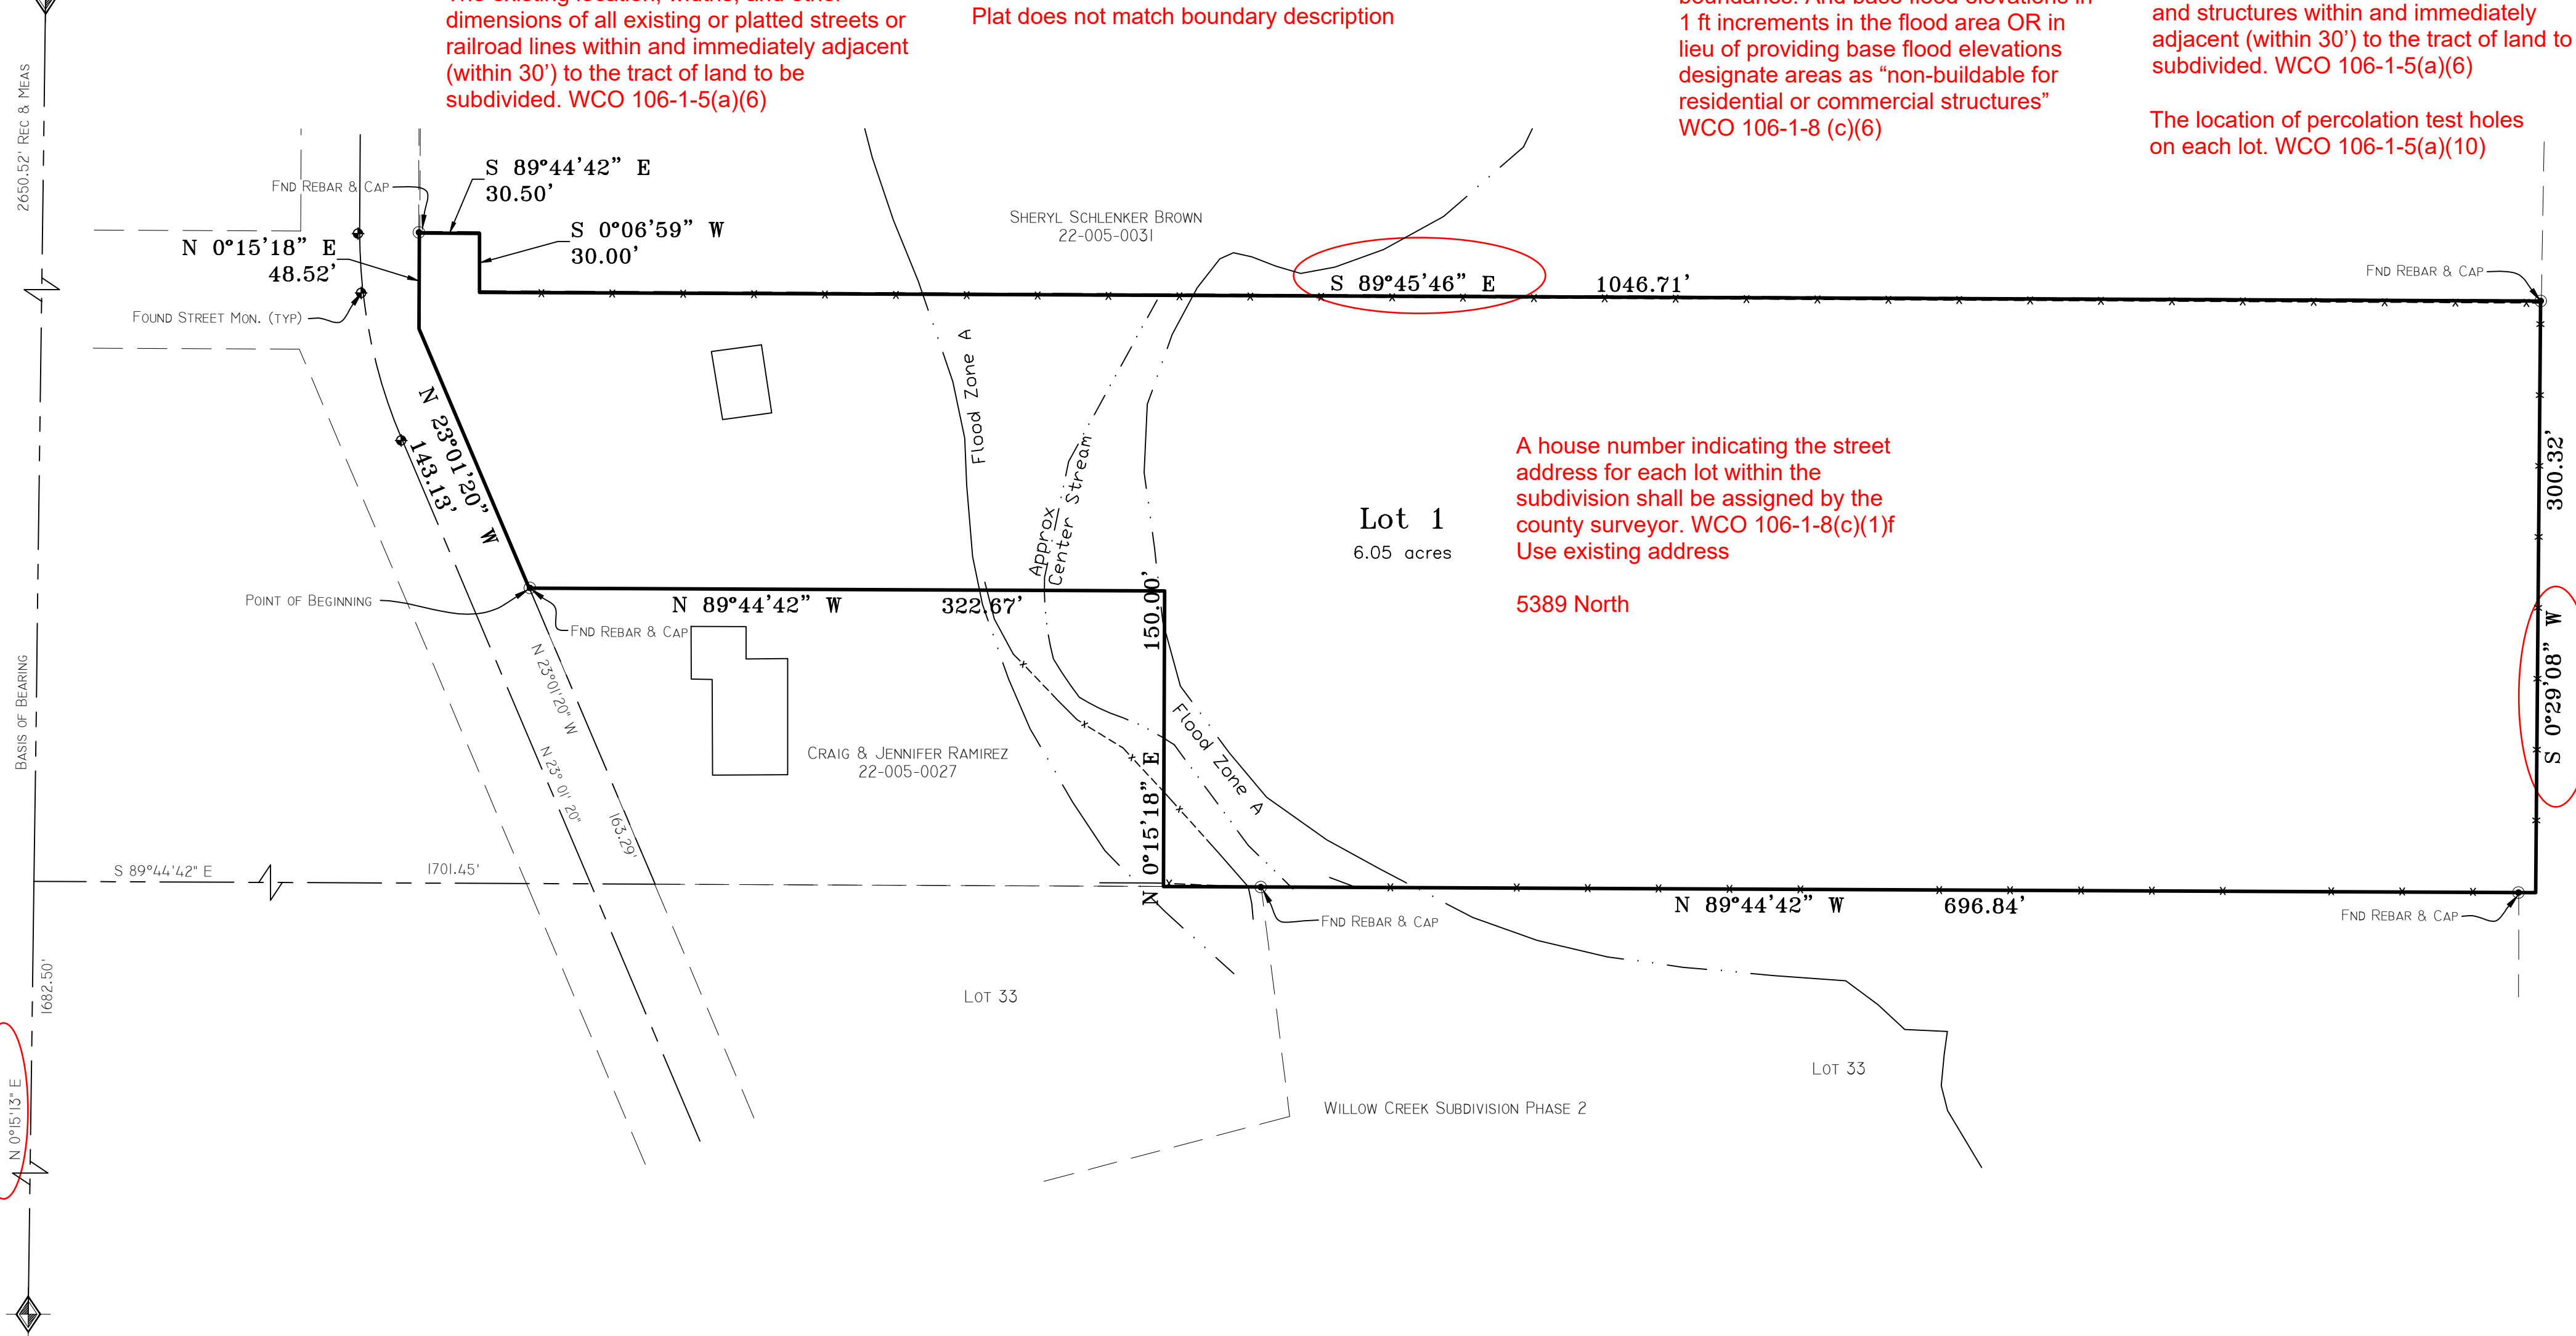 dimensions of all existing or platted streets or
railroad lines within and immediately adjacent
(within 30’) to the tract of land to be
subdivided. WCO 106-1-5(a)(6)
Plat does not match boundary description
1 ft increments in the flood area OR in
lieu of providing base flood elevations
designate areas as “non-buildable for
residential or commercial structures”
WCO 106-1-8 (c)(6)
and structures within and immediately
adjacent (within 30’) to the tract of land to
subdivided. WCO 106-1-5(a)(6)
The location of percolation test holes
on each lot. WCO 106-1-5(a)(10)
2650.52' REC & MEAS
FND REBAR & CAP
S 89°44'42" E
30.50'
S 0°06'59" W
30.00'
N 0°15'18" E
48.52'
FOUND STREET MON. (TYP)
SHERYL SCHLENKER BROWN
22-005-0031
S 89°45'46" E 1046.71'
FND REBAR & CAP
N 23°01'20" W
143.13'
Flood Zone A
Approx
Center Stream
Lot 1
6.05 acres
A house number indicating the street
address for each lot within the
subdivision shall be assigned by the
county surveyor. WCO 106-1-8(c)(1)f
Use existing address
5389 North
300.32'
S 0°29'08" W
POINT OF BEGINNING
N 89°44'42" W 322.67'
FND REBAR & CAP
150.00'
N 0°15'18" E
N 23°01'20" W
163.29'
N 23° 01' 20"
CRAIG & JENNIFER RAMIREZ
22-005-0027
Flood Zone A
BASIS OF BEARING
S 89°44'42" E 1701.45'
N 89°44'42" W 696.84'
FND REBAR & CAP
FND REBAR & CAP
1682.50'
LOT 33
LOT 33
N 0°15'13" E
WILLOW CREEK SUBDIVISION PHASE 2